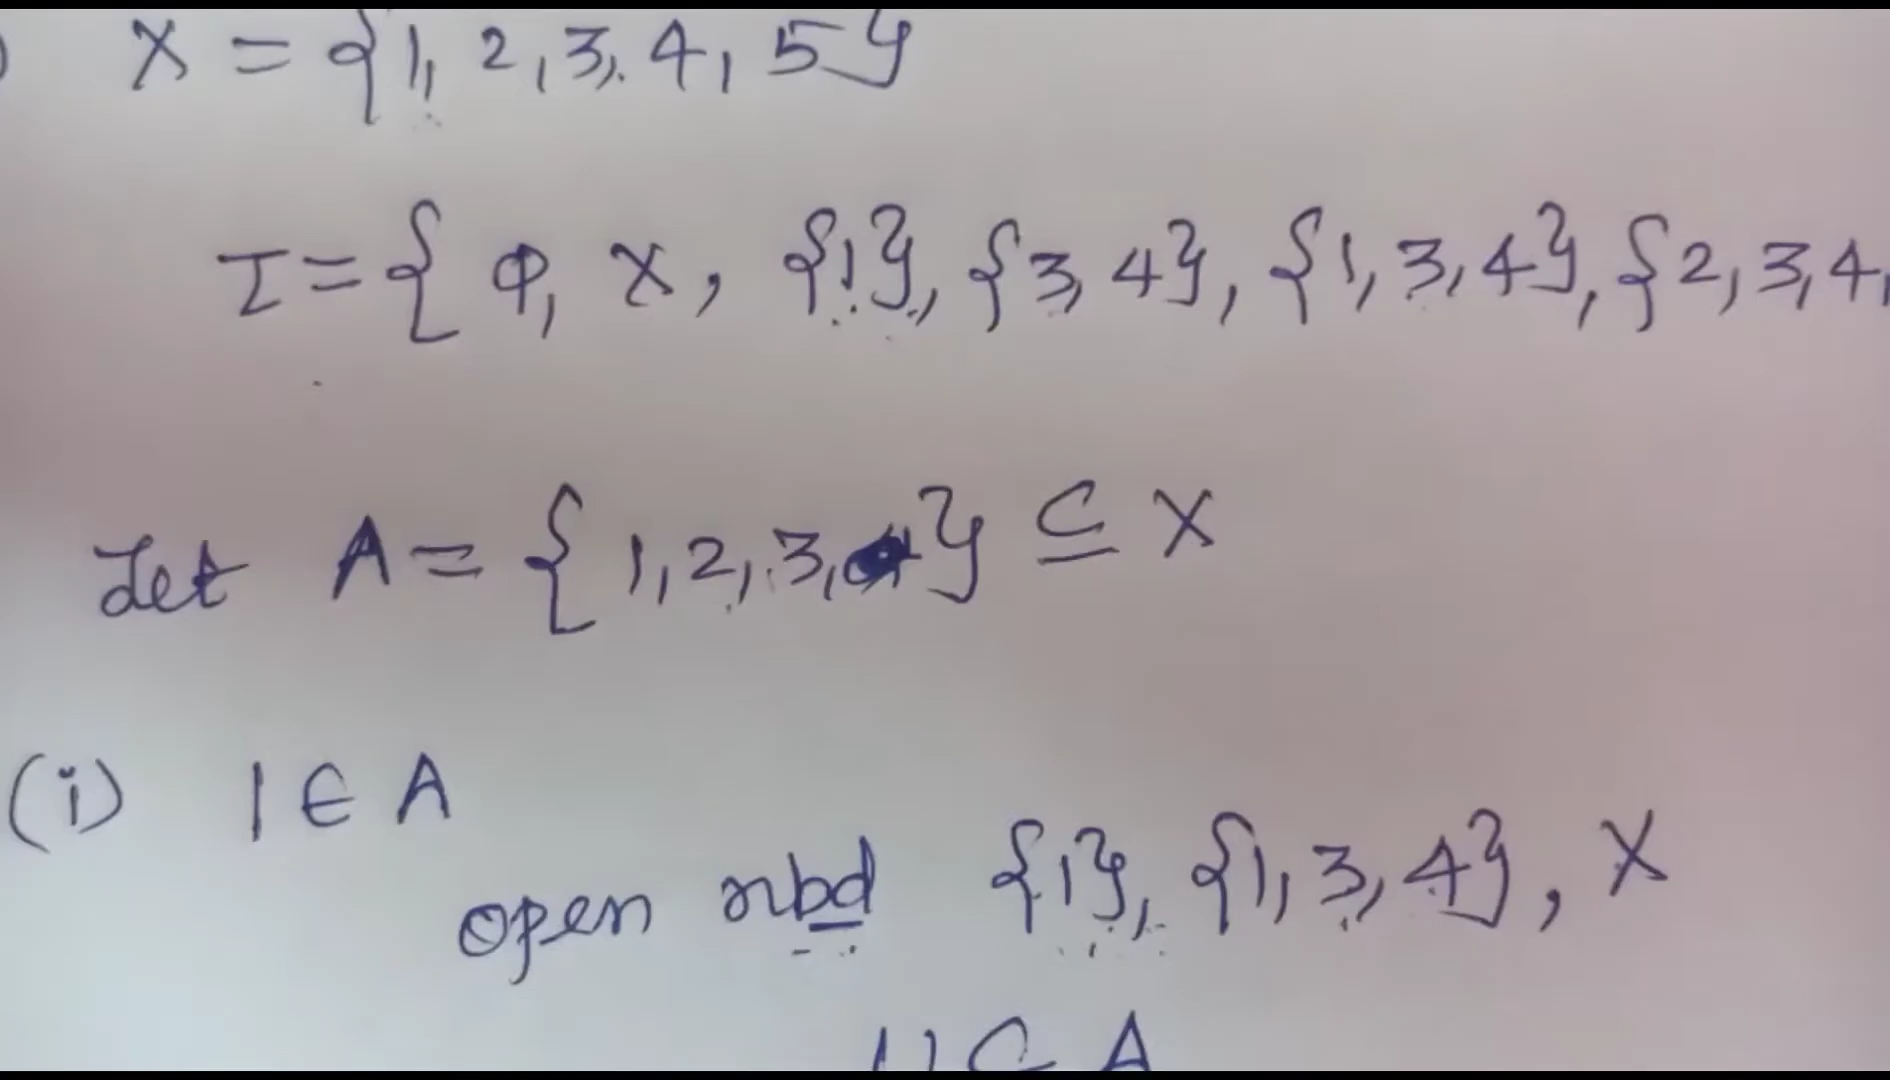 X = {1, 2, 3, 4, 5}
τ = { φ, X, {1}, {3, 4}, {1, 3, 4}, {2, 3, 4,
Let A = { 1, 2, 3, 4} ⊆ X
(i) 1 ∈ A
open nbd {1}, {1, 3, 4}, X
A